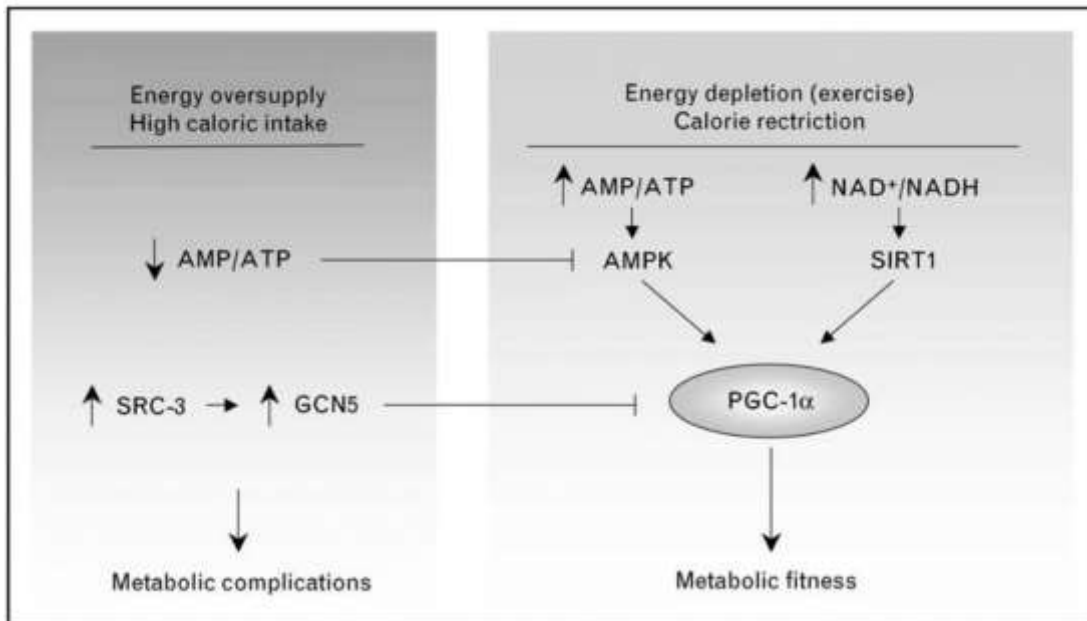 Energy oversupply
High caloric intake
↓ AMP/ATP
↑ SRC-3 → ↑ GCN5
Metabolic complications
Energy depletion (exercise)
Calorie rectriction
↑ AMP/ATP
↑ NAD⁺/NADH
AMPK
SIRT1
PGC-1α
Metabolic fitness